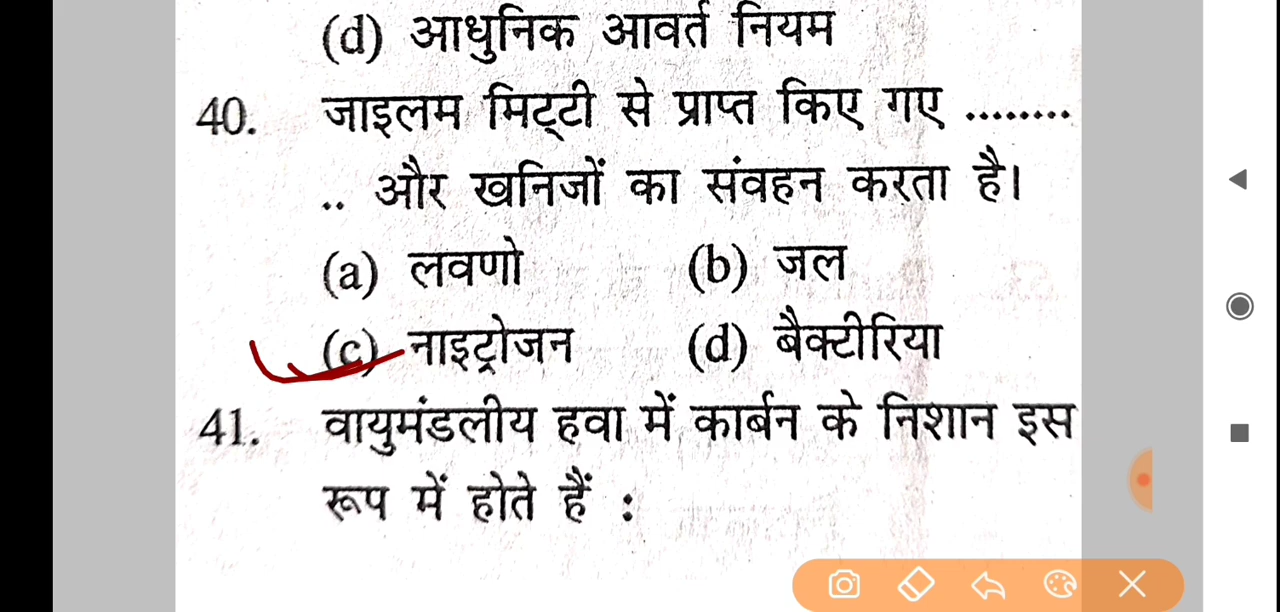 (d) आधुनिक आवर्त नियम
40. जाइलम मिट्टी से प्राप्त किए गए ........
.. और खनिजों का संवहन करता है।
(a) लवणो (b) जल
(c) नाइट्रोजन (d) बैक्टीरिया
41. वायुमंडलीय हवा में कार्बन के निशान इस
रूप में होते हैं :